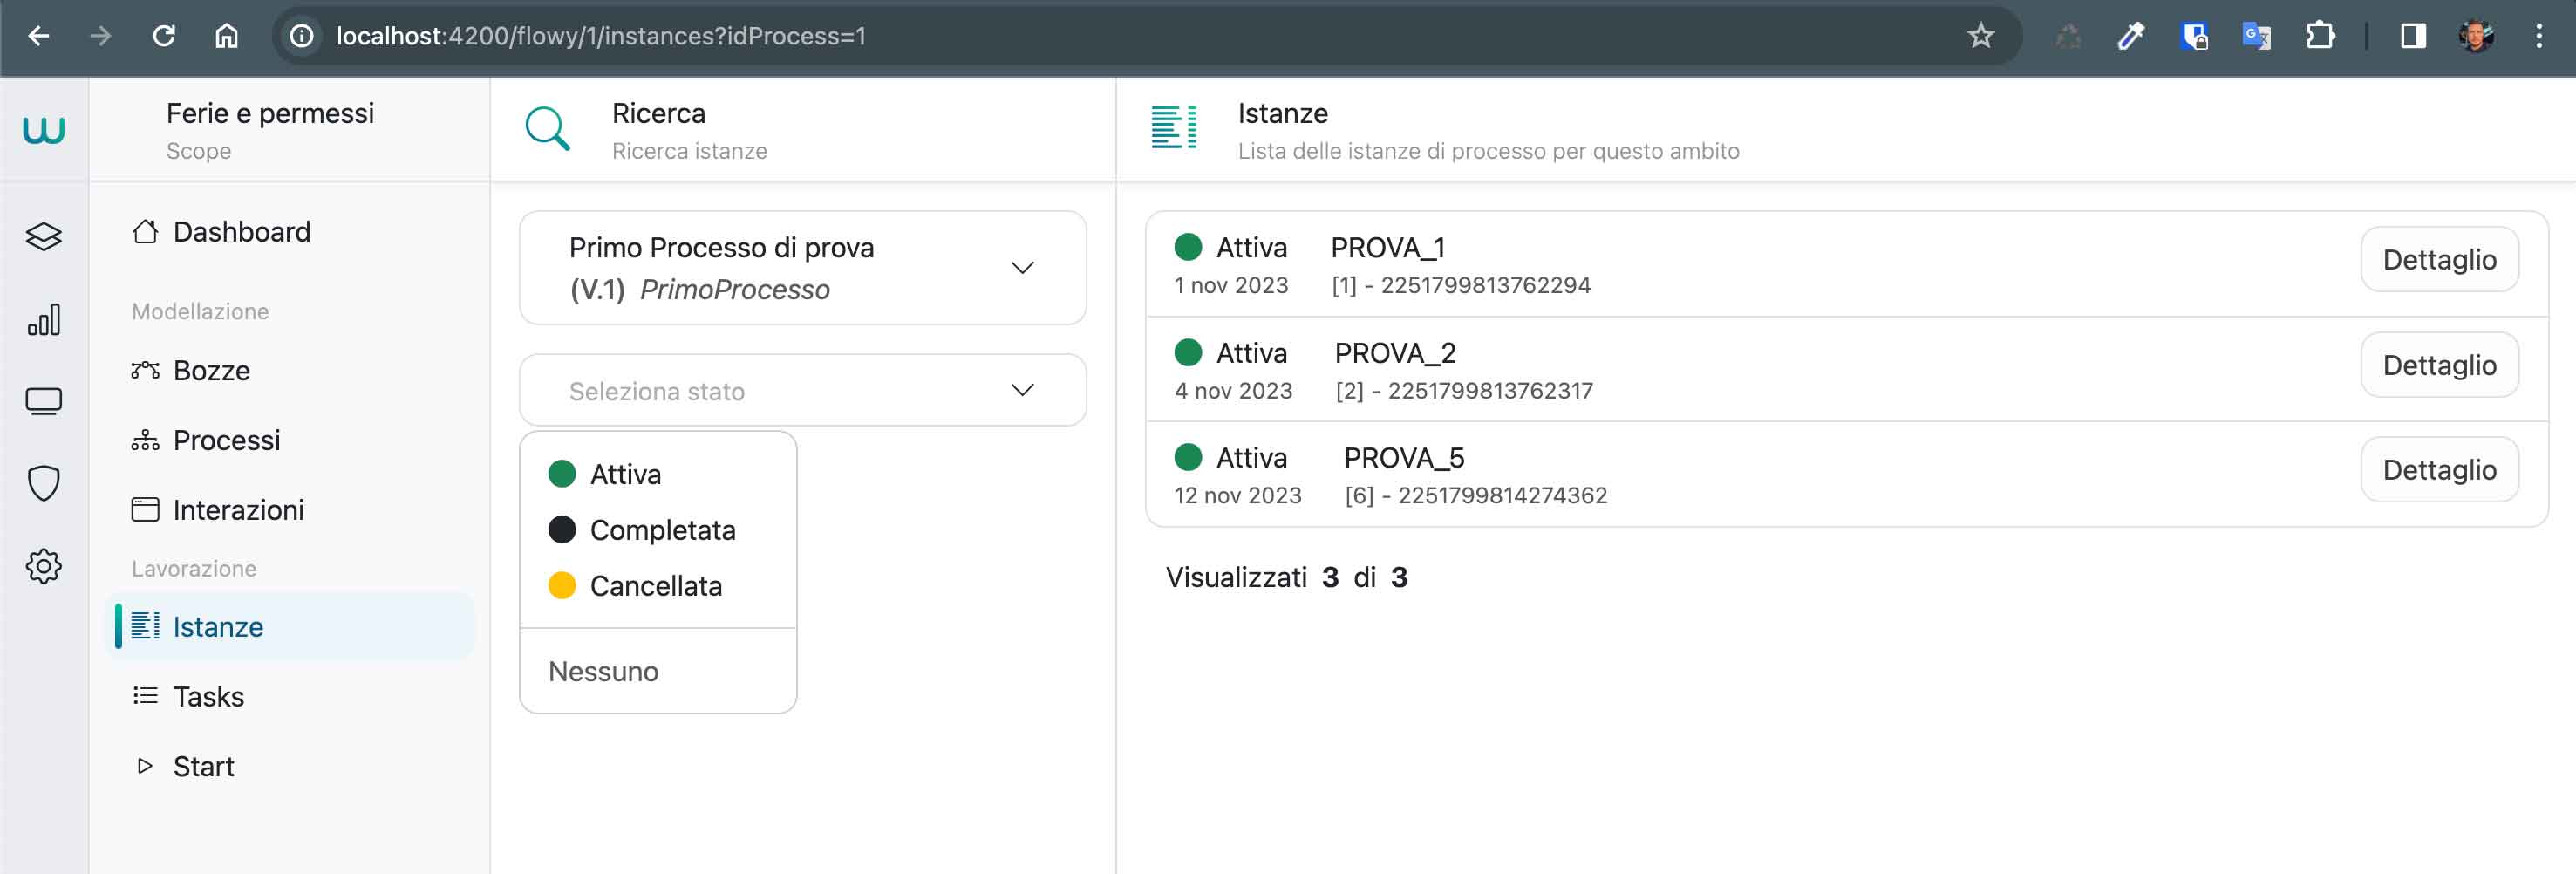 localhost:4200/flowy/1/instances?idProcess=1
w
Ferie e permessi
Scope
Dashboard
Modellazione
Bozze
Processi
Interazioni
Lavorazione
Istanze
Tasks
Start
Ricerca
Ricerca istanze
Primo Processo di prova
(V.1) PrimoProcesso
Seleziona stato
Attiva
Completata
Cancellata
Nessuno
Istanze
Lista delle istanze di processo per questo ambito
Attiva PROVA_1
1 nov 2023 [1] - 2251799813762294
Dettaglio
Attiva PROVA_2
4 nov 2023 [2] - 2251799813762317
Dettaglio
Attiva PROVA_5
12 nov 2023 [6] - 2251799814274362
Dettaglio
Visualizzati 3 di 3